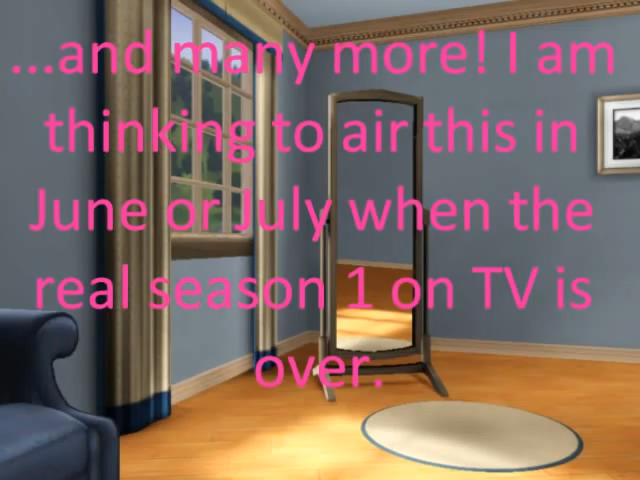 ...and many more! I am
thinking to air this in
June or July when the
real season 1 on TV is
over.